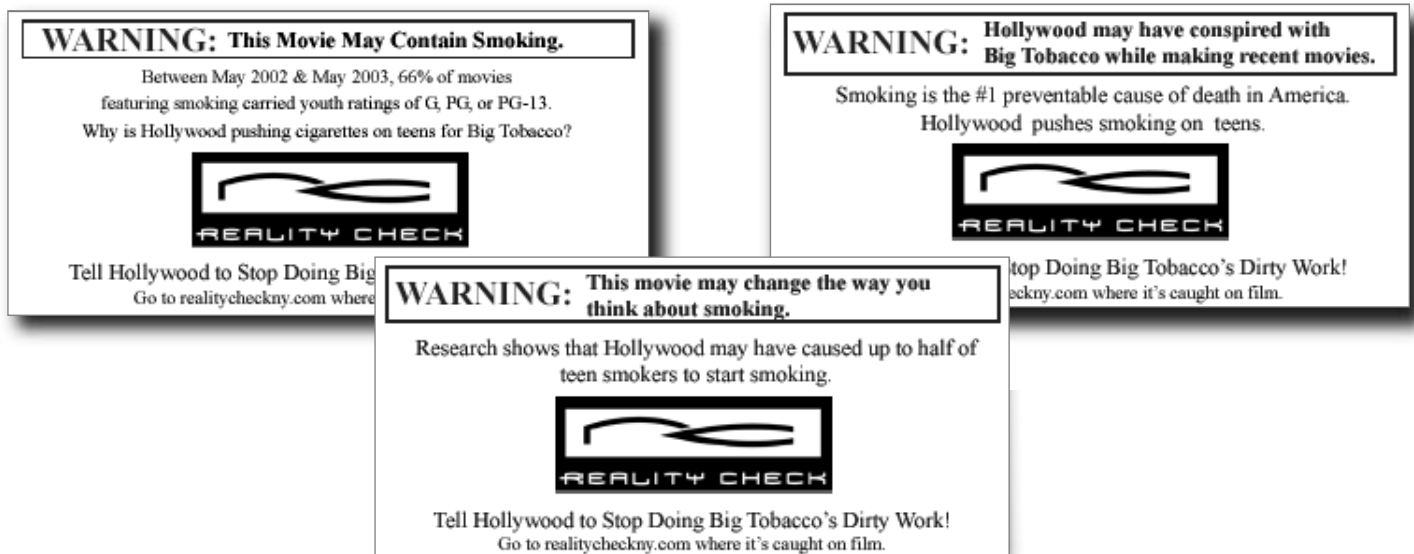 WARNING: This Movie May Contain Smoking.
Between May 2002 & May 2003, 66% of movies
featuring smoking carried youth ratings of G, PG, or PG-13.
Why is Hollywood pushing cigarettes on teens for Big Tobacco?
REALITY CHECK
Tell Hollywood to Stop Doing Big
Go to realitycheckny.com where
WARNING: Hollywood may have conspired with
Big Tobacco while making recent movies.
Smoking is the #1 preventable cause of death in America.
Hollywood pushes smoking on teens.
REALITY CHECK
Stop Doing Big Tobacco's Dirty Work!
eckny.com where it's caught on film.
WARNING: This movie may change the way you
think about smoking.
Research shows that Hollywood may have caused up to half of
teen smokers to start smoking.
REALITY CHECK
Tell Hollywood to Stop Doing Big Tobacco's Dirty Work!
Go to realitycheckny.com where it's caught on film.